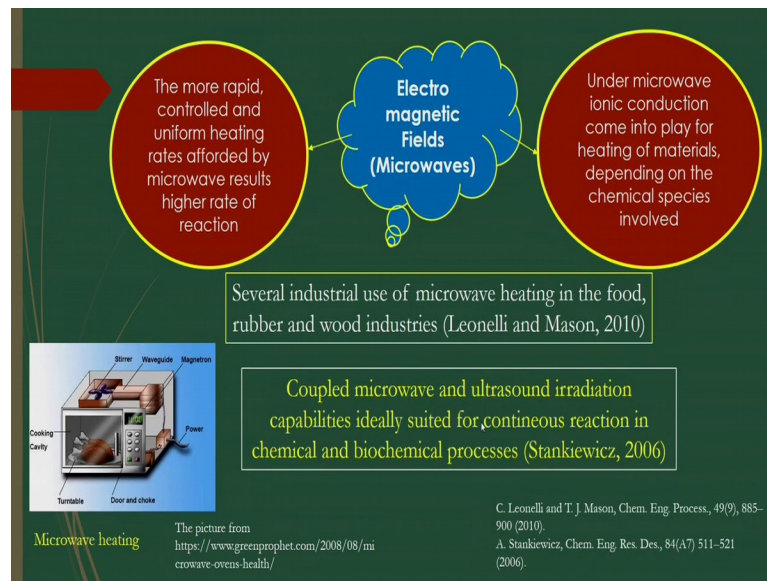 The more rapid,
controlled and
uniform heating
rates afforded by
microwave results
higher rate of
reaction
Electro
magnetic
Fields
(Microwaves)
Under microwave
ionic conduction
come into play for
heating of materials,
depending on the
chemical species
involved
Several industrial use of microwave heating in the food,
rubber and wood industries (Leonelli and Mason, 2010)
Stirrer Waveguide Magnetron
Cooking
Cavity
Power
Turntable
Door and choke
Coupled microwave and ultrasound irradiation
capabilities ideally suited for contineous reaction in
chemical and biochemical processes (Stankiewicz, 2006)
Microwave heating
The picture from
https://www.greenprophet.com/2008/08/mi
crowave-ovens-health/
C. Leonelli and T. J. Mason, Chem. Eng. Process., 49(9), 885–
900 (2010).
A. Stankiewicz, Chem. Eng. Res. Des., 84(A7) 511–521
(2006).